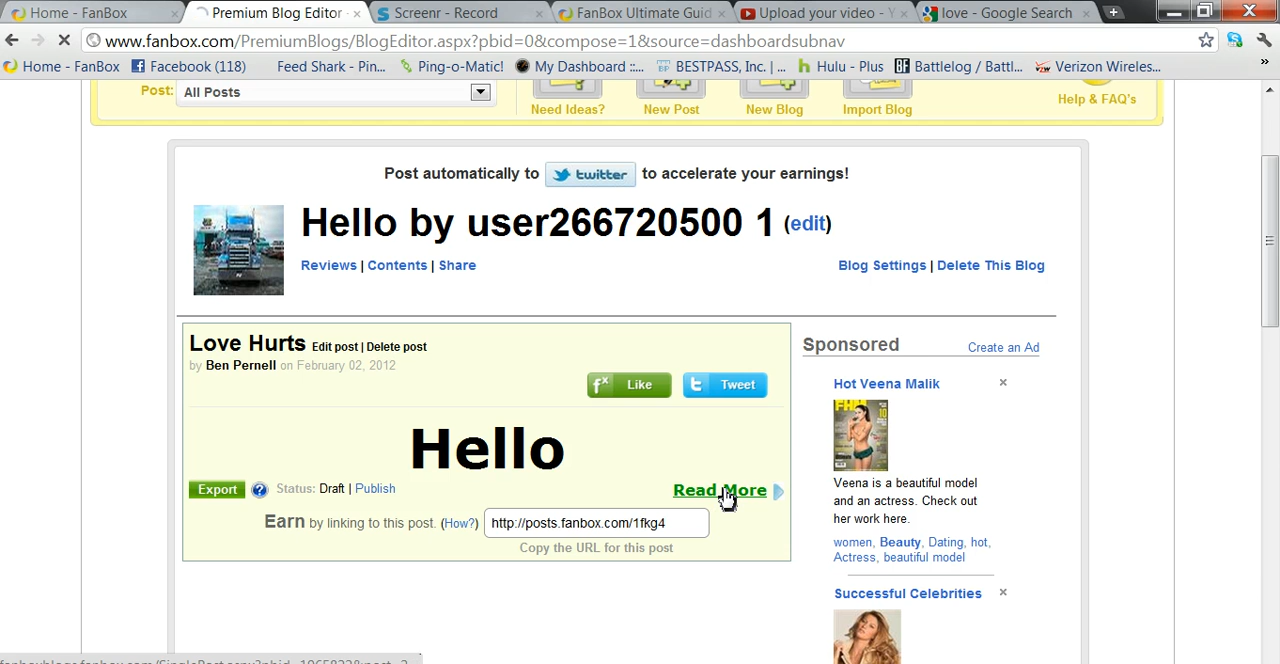 Home - FanBox
Premium Blog Editor -
Screenr - Record
FanBox Ultimate Guid
Upload your video - Y
love - Google Search
www.fanbox.com/PremiumBlogs/BlogEditor.aspx?pbid=0&compose=1&source=dashboardsubnav
Home - FanBox
Facebook (118)
Feed Shark - Pin...
Ping-o-Matic!
My Dashboard ::...
BESTPASS, Inc. | ...
Hulu - Plus
Battlelog / Battl...
Verizon Wireles...
Post: All Posts
Need Ideas?
New Post
New Blog
Import Blog
Help & FAQ's
Post automatically to twitter to accelerate your earnings!
Hello by user266720500 1 (edit)
Reviews | Contents | Share
Blog Settings | Delete This Blog
Love Hurts Edit post | Delete post
by Ben Pernell on February 02, 2012
Like
Tweet
Hello
Export ? Status: Draft | Publish
Read More
Earn by linking to this post. (How?) http://posts.fanbox.com/1fkg4
Copy the URL for this post
Sponsored
Create an Ad
Hot Veena Malik
FHM
Veena is a beautiful model
and an actress. Check out
her work here.
women, Beauty, Dating, hot,
Actress, beautiful model
Successful Celebrities